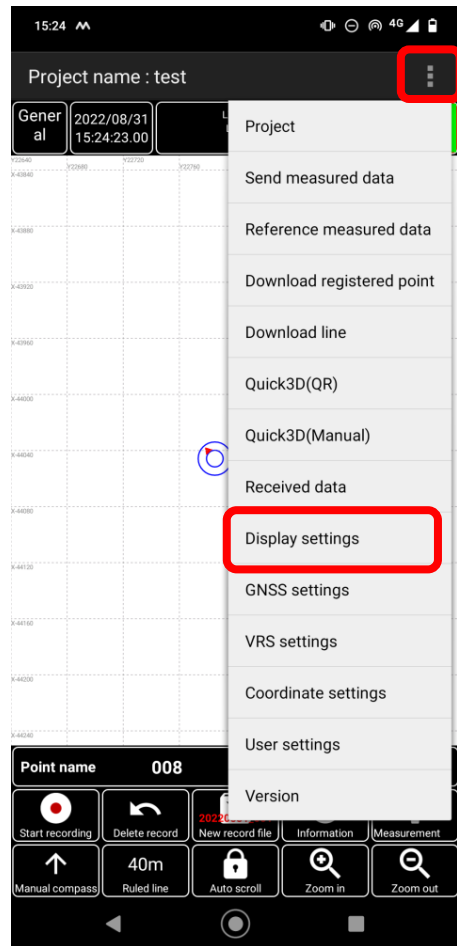 15:24
4G
Project name : test
Gener
al
2022/08/31
15:24:23.00
L
Y22640
Y22680
Y22720
Y22760
X-43840
X-43880
X-43920
X-43960
X-44000
X-44040
X-44080
X-44120
X-44160
X-44200
X-44240
Project
Send measured data
Reference measured data
Download registered point
Download line
Quick3D(QR)
Quick3D(Manual)
Received data
Display settings
GNSS settings
VRS settings
Coordinate settings
User settings
Version
Point name
008
Start recording
Delete record
New record file
Information
Measurement
Manual compass
40m
Ruled line
Auto scroll
Zoom in
Zoom out